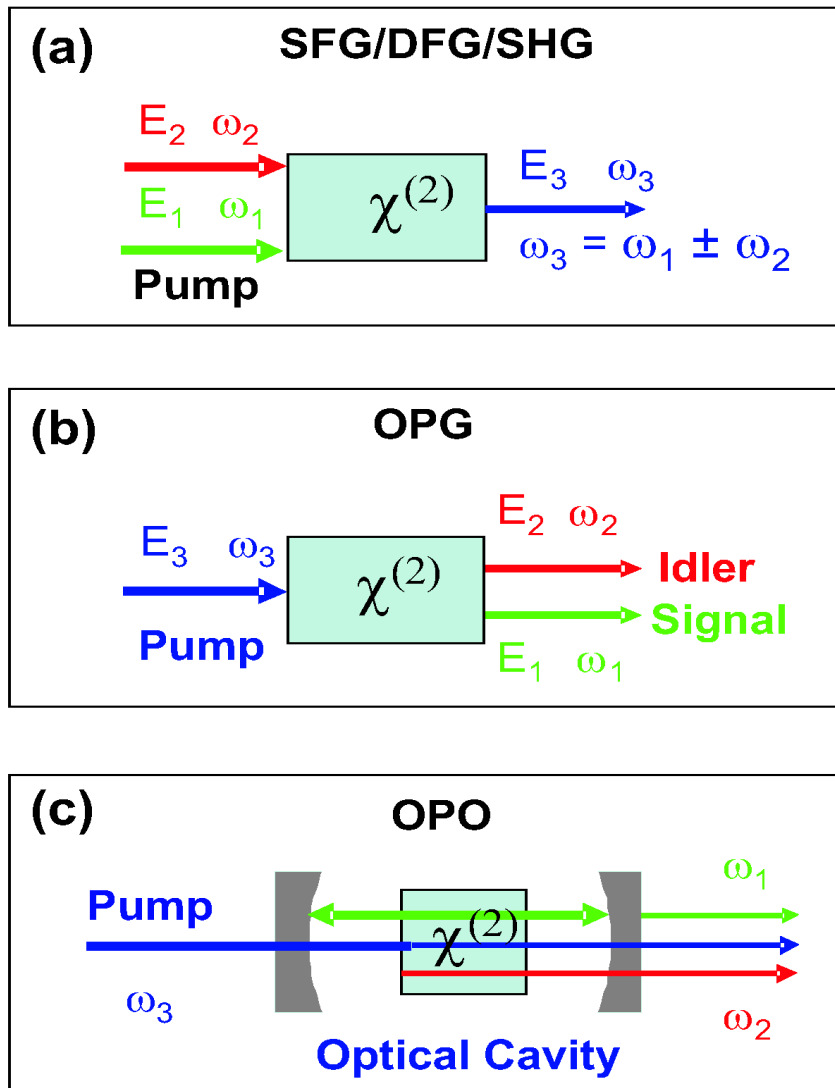 (a) SFG/DFG/SHG
E₂ ω₂
E₁ ω₁
Pump
χ⁽²⁾
E₃ ω₃
ω₃ = ω₁ ± ω₂
(b) OPG
E₃ ω₃
Pump
χ⁽²⁾
E₂ ω₂
Idler
Signal
E₁ ω₁
(c) OPO
Pump
ω₃
χ⁽²⁾
ω₁
ω₂
Optical Cavity